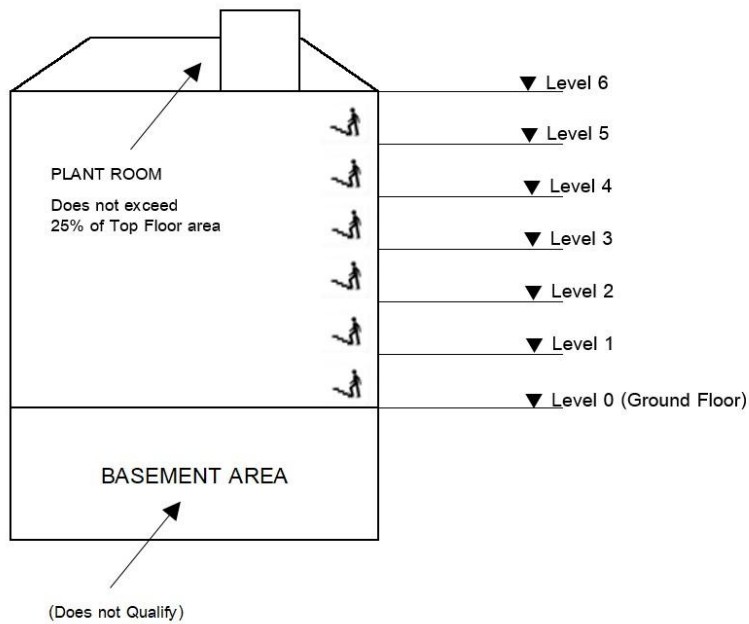 Level 6
Level 5
PLANT ROOM
Does not exceed
25% of Top Floor area
Level 4
Level 3
Level 2
Level 1
Level 0 (Ground Floor)
BASEMENT AREA
(Does not Qualify)